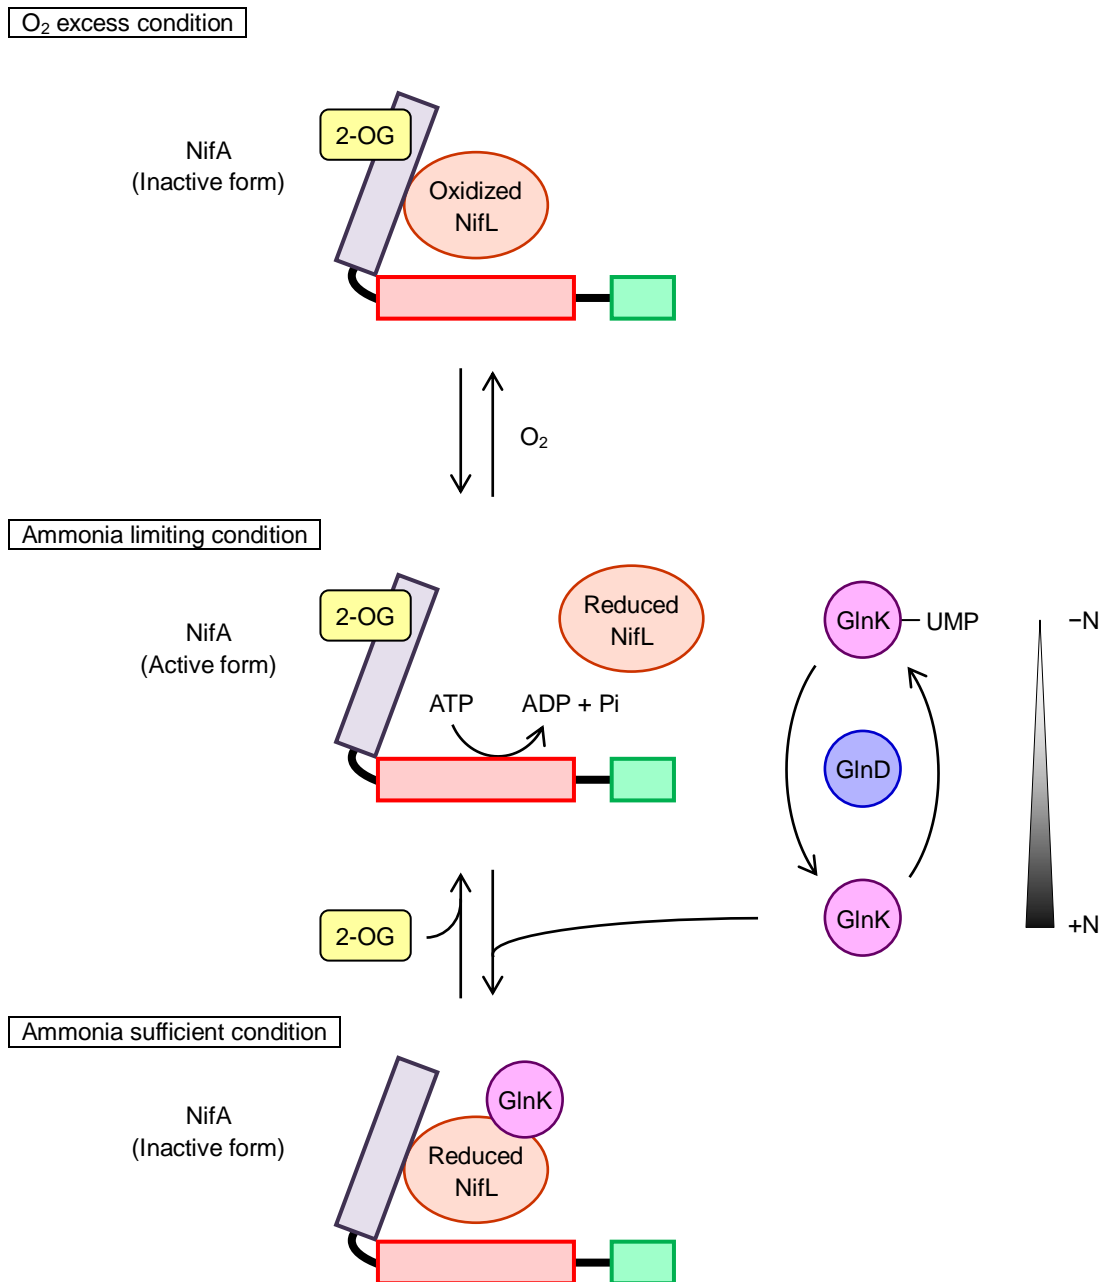 O₂ excess condition
2-OG
NifA
(Inactive form)
Oxidized
NifL
O₂
Ammonia limiting condition
2-OG
Reduced
NifL
GlnK
UMP
−N
NifA
(Active form)
ATP
ADP + Pi
GlnD
2-OG
GlnK
+N
Ammonia sufficient condition
GlnK
NifA
(Inactive form)
Reduced
NifL